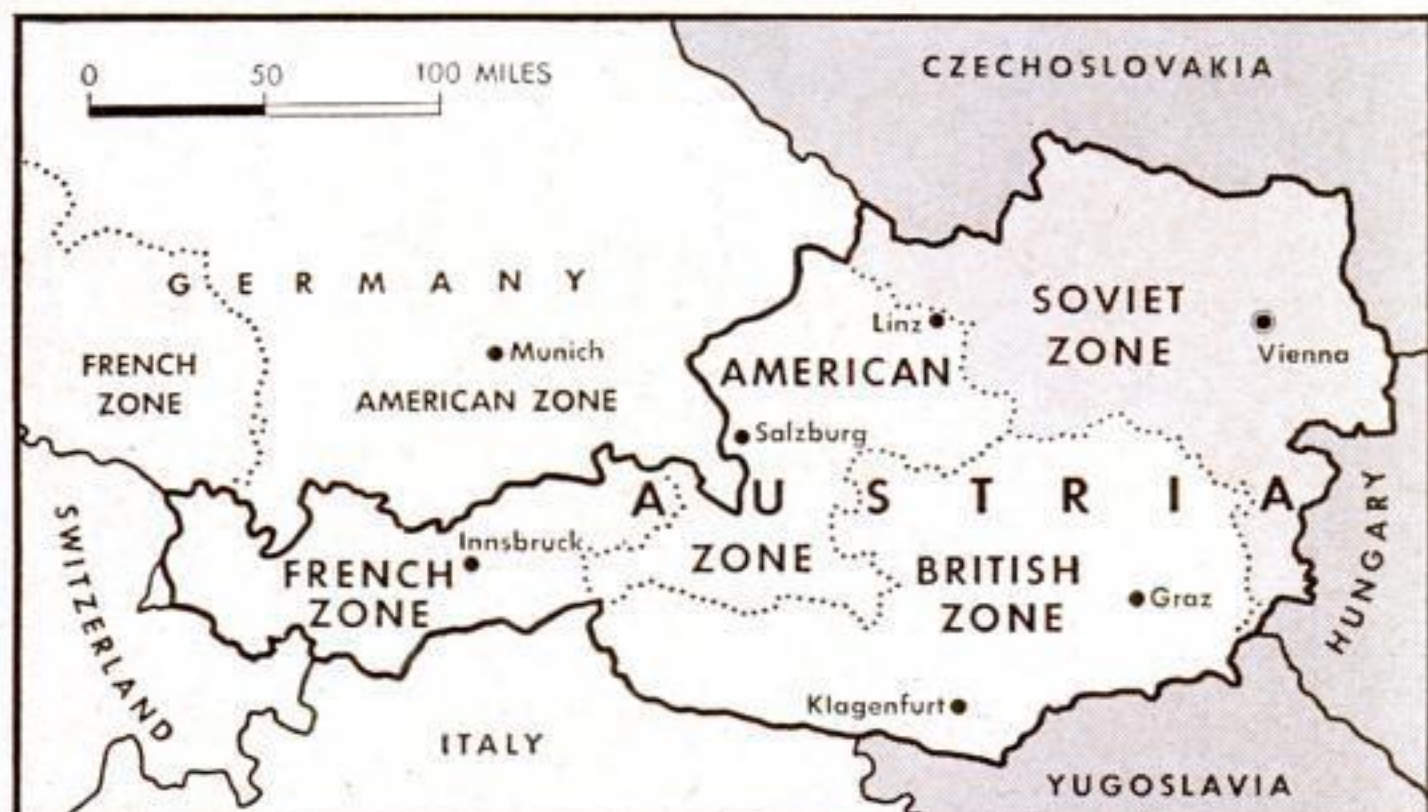 0 50 100 MILES
CZECHOSLOVAKIA
GERMANY
SOVIET
ZONE
Linz
Vienna
Munich
FRENCH
ZONE
AMERICAN ZONE
AMERICAN
Salzburg
AUSTRIA
SWITZERLAND
Innsbruck
FRENCH
ZONE
ZONE
BRITISH
ZONE
Graz
HUNGARY
Klagenfurt
ITALY
YUGOSLAVIA